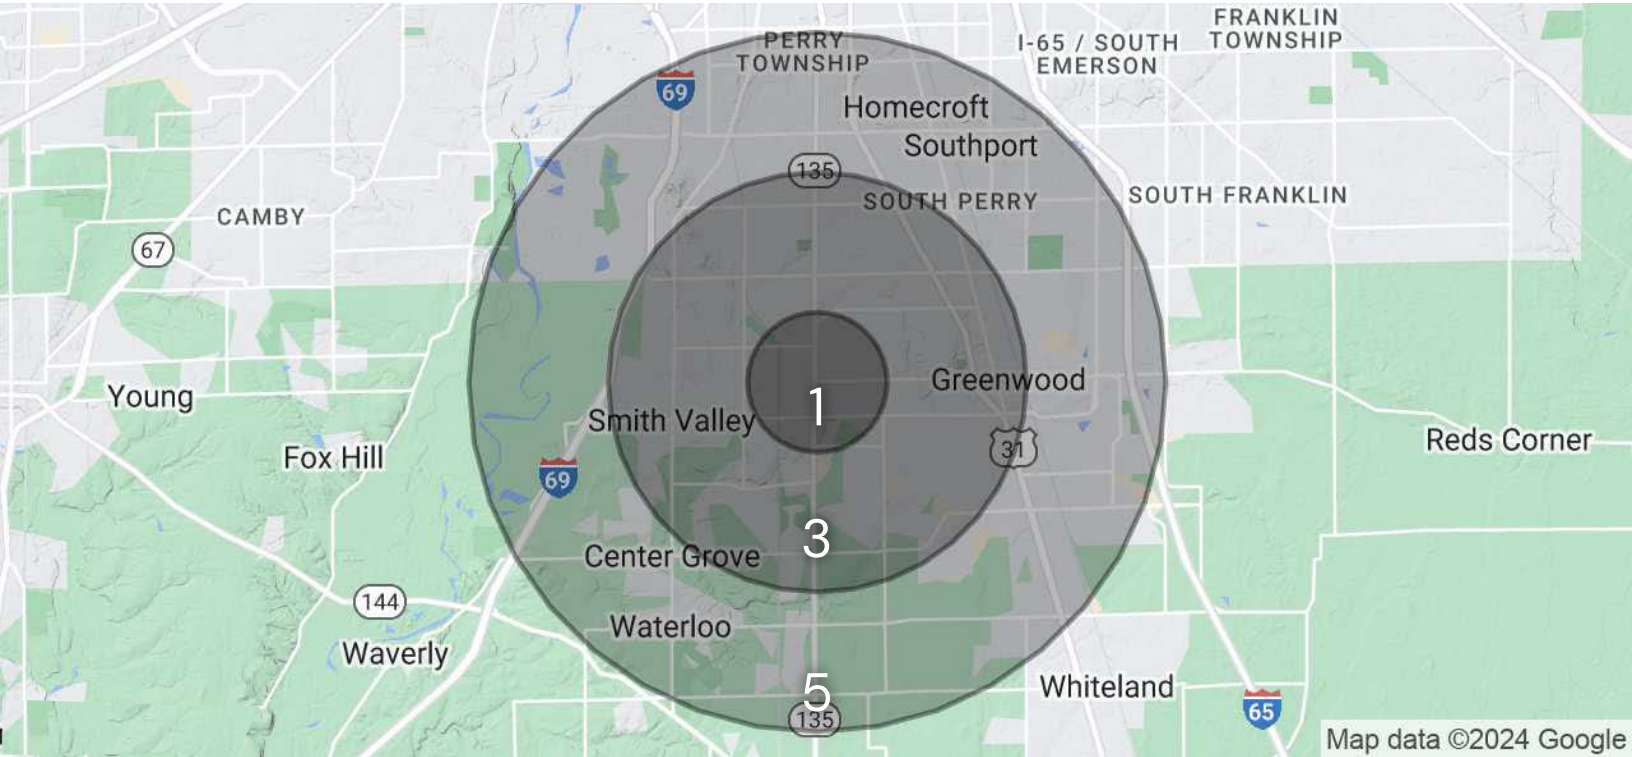 FRANKLIN
TOWNSHIP
PERRY
TOWNSHIP
I-65 / SOUTH
EMERSON
69
Homecroft
Southport
135
SOUTH PERRY
SOUTH FRANKLIN
CAMBY
67
Greenwood
Young
1
Smith Valley
31
Reds Corner
Fox Hill
69
3
Center Grove
144
Waterloo
Waverly
5
Whiteland
135
65
Map data ©2024 Google